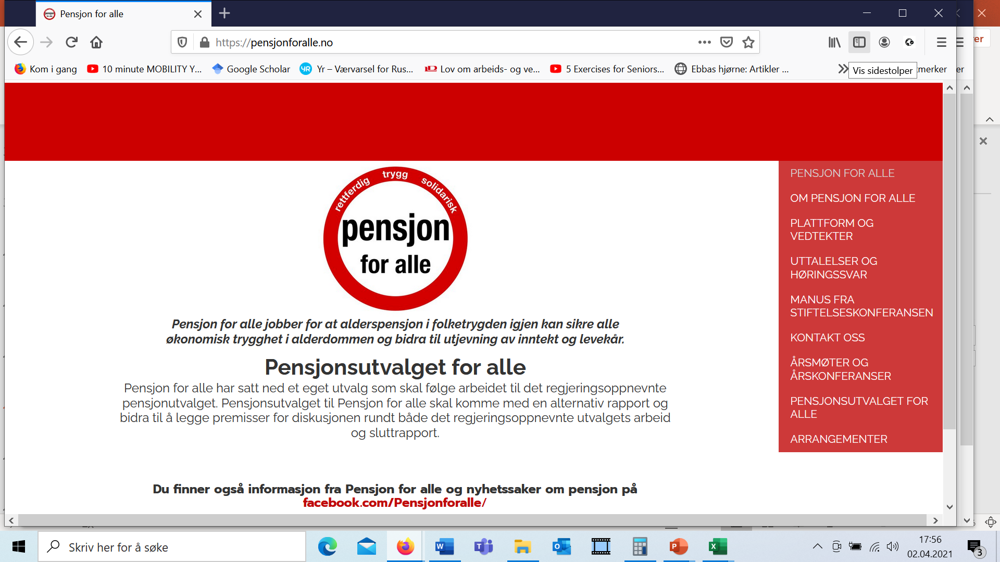 Pensjon for alle
rer
https://pensjonforalle.no
Kom i gang
10 minute MOBILITY Y...
Google Scholar
YR
Yr – Værvarsel for Rus...
LD
Lov om arbeids- og ve...
5 Exercises for Seniors...
Ebbas hjørne: Artikler ...
Vis sidestolper
merker
er
rettferdig trygg solidarisk
pensjon
for alle
Pensjon for alle jobber for at alderspensjon i folketrygden igjen kan sikre alle
økonomisk trygghet i alderdommen og bidra til utjevning av inntekt og levekår.
Pensjonsutvalget for alle
Pensjon for alle har satt ned et eget utvalg som skal følge arbeidet til det regjeringsoppnevnte
pensjonutvalget. Pensjonsutvalget til Pensjon for alle skal komme med en alternativ rapport og
bidra til å legge premisser for diskusjonen rundt både det regjeringsoppnevnte utvalgets arbeid
og sluttrapport.
Du finner også informasjon fra Pensjon for alle og nyhetssaker om pensjon på
facebook.com/Pensjonforalle/
PENSJON FOR ALLE
OM PENSJON FOR ALLE
PLATTFORM OG
VEDTEKTER
UTTALELSER OG
HØRINGSSVAR
MANUS FRA
STIFTELSESKONFERANSEN
KONTAKT OSS
ÅRSMØTER OG
ÅRSKONFERANSER
PENSJONSUTVALGET FOR
ALLE
ARRANGEMENTER
Skriv her for å søke
W
T
O
P
X
17:56
02.04.2021
3